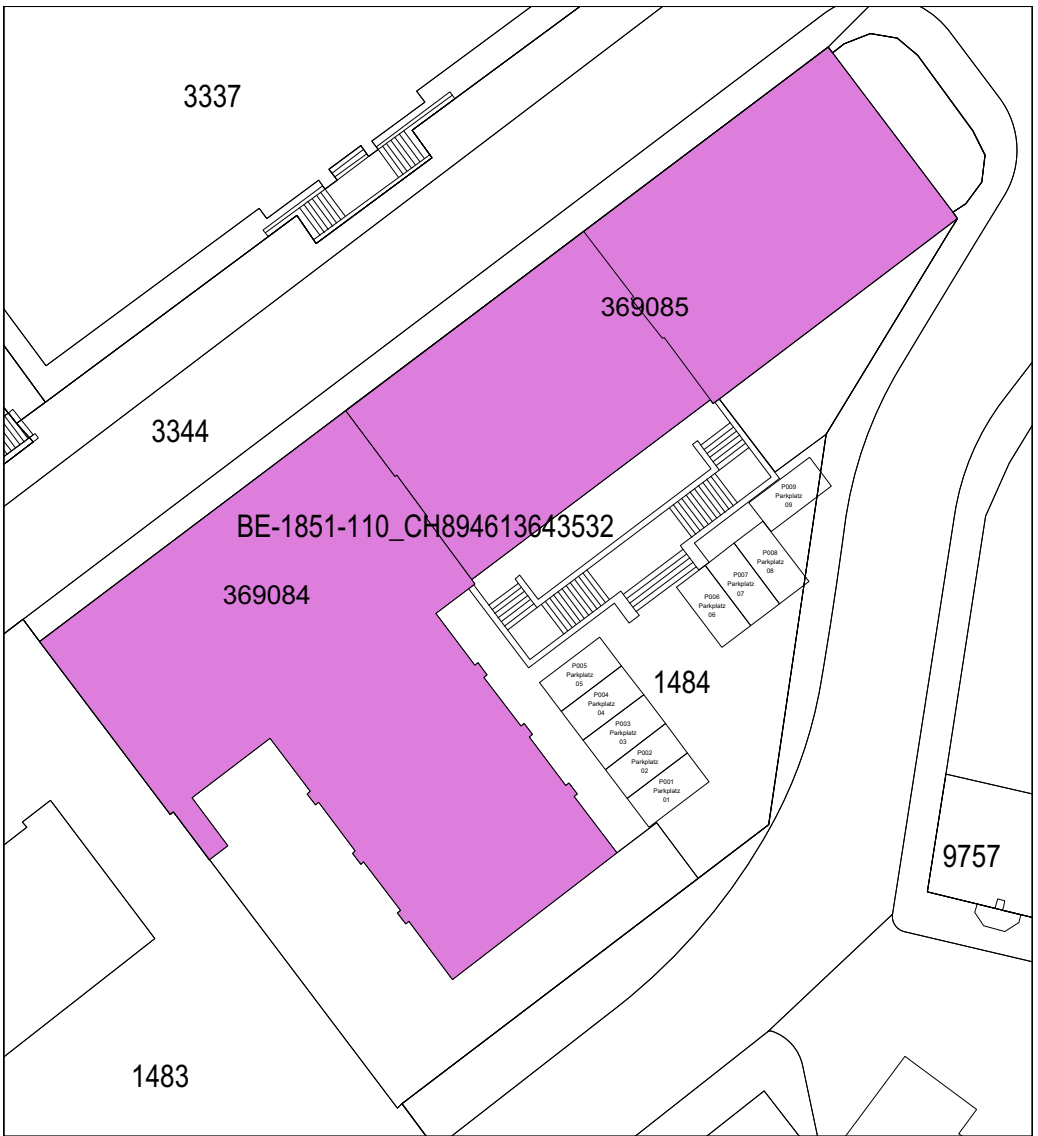 3337
369085
3344
BE-1851-110_CH894613643532
369084
P009
Parkplatz
09
P008
Parkplatz
08
P007
Parkplatz
07
P006
Parkplatz
06
P005
Parkplatz
05
1484
P004
Parkplatz
04
P003
Parkplatz
03
P002
Parkplatz
02
P001
Parkplatz
01
9757
1483